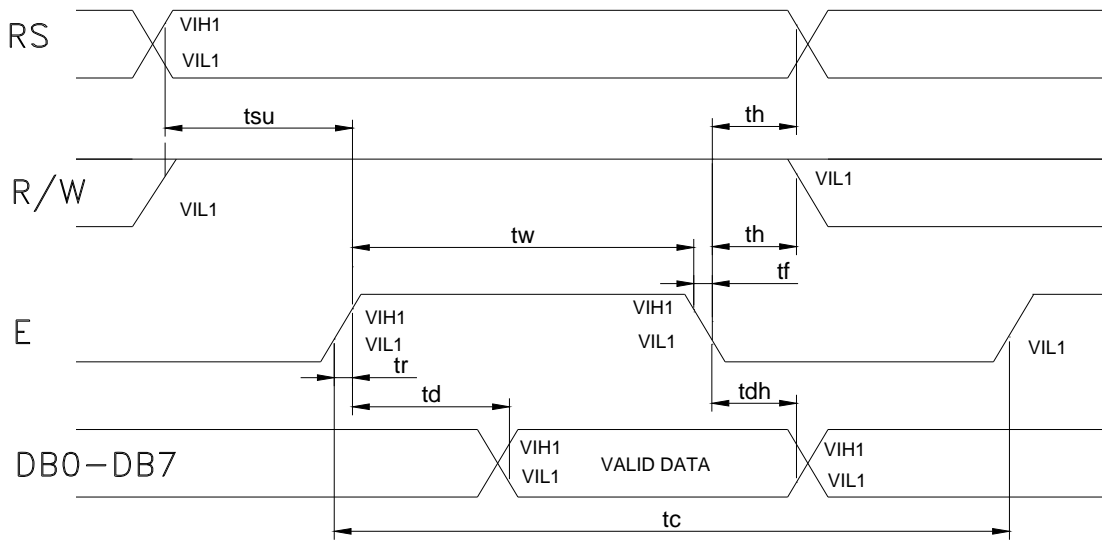 RS
VIH1
VIL1
tsu
th
R/W
VIL1
VIL1
tw
th
tf
E
VIH1
VIL1
VIH1
VIL1
VIL1
tr
td
tdh
DB0-DB7
VIH1
VIL1
VALID DATA
VIH1
VIL1
tc